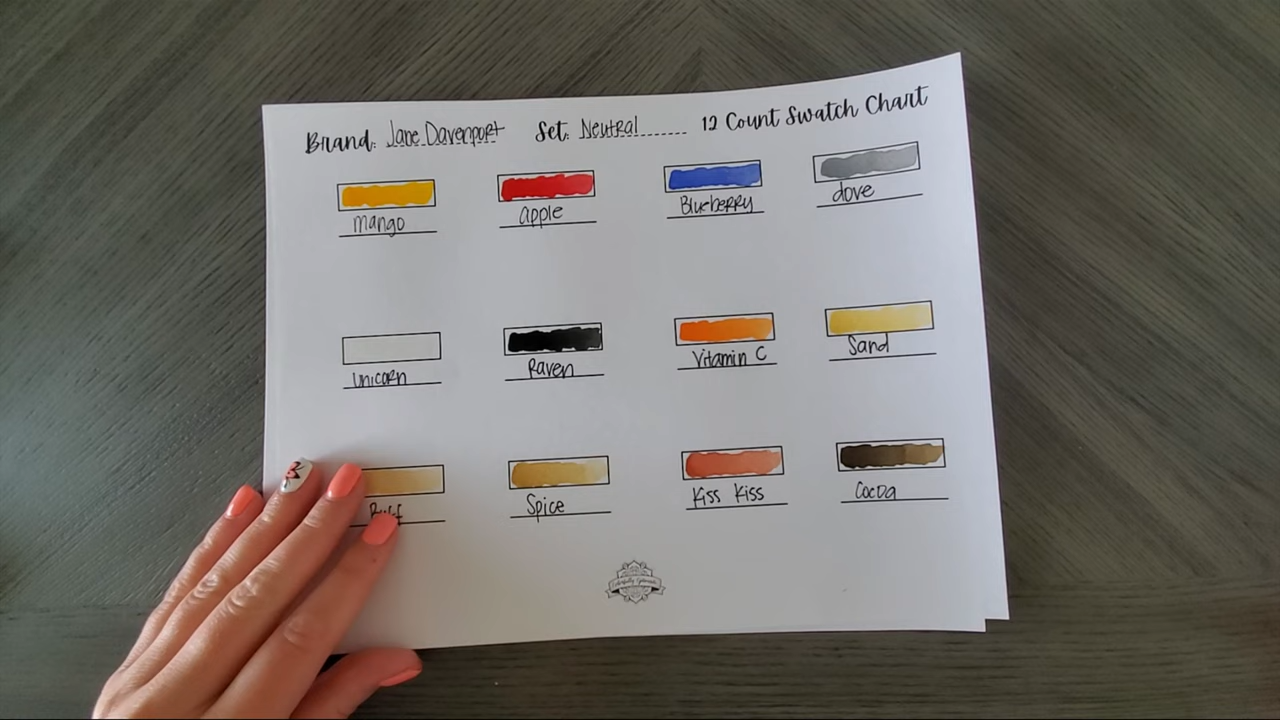 Brand: Jane Davenport Set: Neutral 12 Count Swatch Chart
mango apple Blueberry dove
unicorn Raven Vitamin C Sand
Buff Spice Kiss Kiss Cocoa